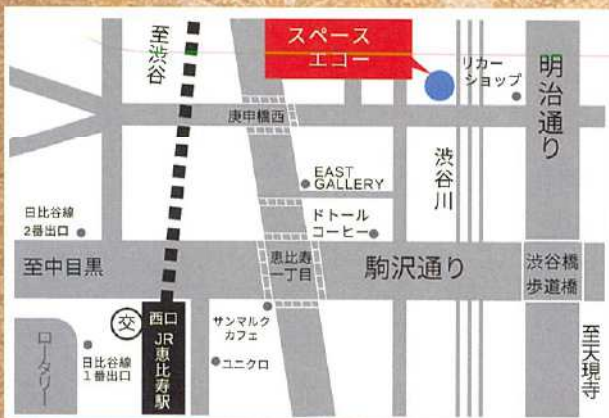 至渋谷
スペース
エコー
リカー
ショップ
明治通り
庚申橋西
EAST
GALLERY
渋谷川
日比谷線
2番出口
ドトール
コーヒー
至中目黒
恵比寿
一丁目
駒沢通り
渋谷橋
歩道橋
交
西口
JR恵比寿駅
サンマルク
カフェ
ユニクロ
ロータリー
日比谷線
1番出口
至天現寺